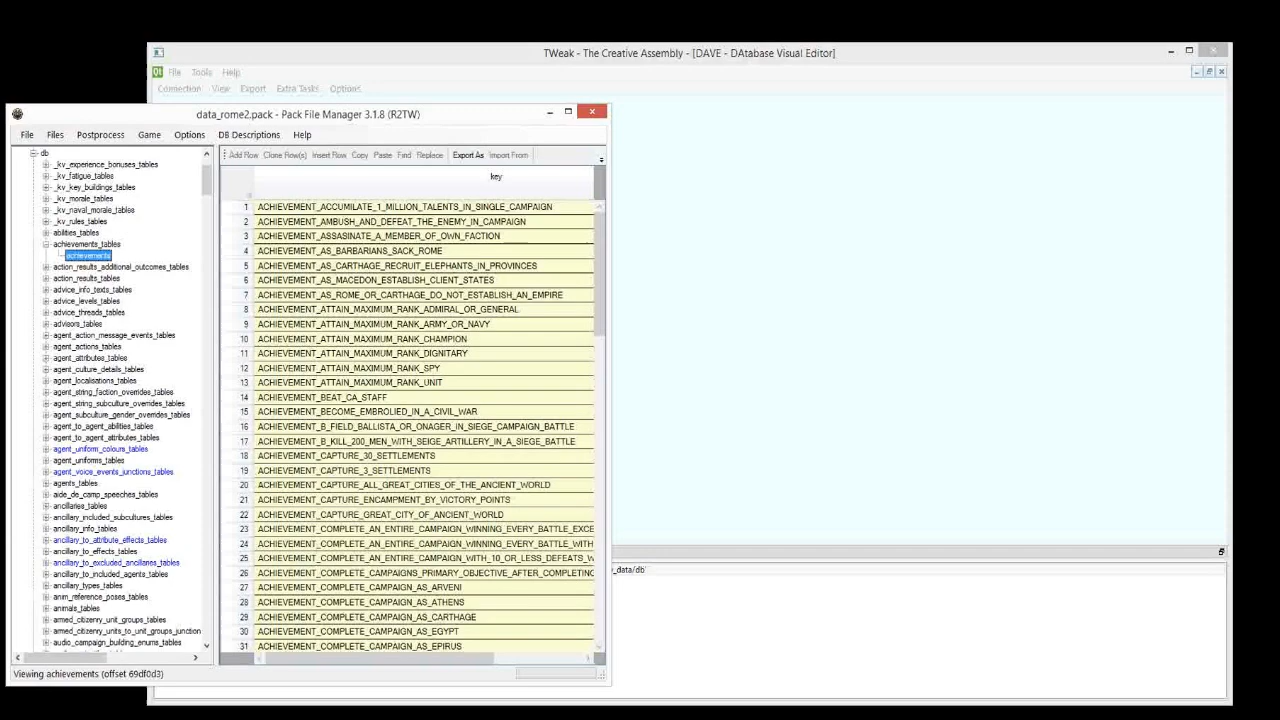 TWeak - The Creative Assembly - [DAVE - DAtabase Visual Editor]
File Tools Help
Connection View Export Extra Tasks Options
data_rome2.pack - Pack File Manager 3.1.8 (R2TW)
File Files Postprocess Game Options DB Descriptions Help
Add Row Clone Row(s) Insert Row Copy Paste Find Replace Export As Import From
db
_kv_experience_bonuses_tables
_kv_fatigue_tables
_kv_key_buildings_tables
_kv_morale_tables
_kv_naval_morale_tables
_kv_rules_tables
abilities_tables
achievements_tables
achievements
action_results_additional_outcomes_tables
action_results_tables
advice_info_texts_tables
advice_levels_tables
advice_threads_tables
advisors_tables
agent_action_message_events_tables
agent_actions_tables
agent_attributes_tables
agent_culture_details_tables
agent_localisations_tables
agent_string_faction_overrides_tables
agent_string_subculture_overrides_tables
agent_subculture_gender_overrides_tables
agent_to_agent_abilities_tables
agent_to_agent_attributes_tables
agent_uniform_colours_tables
agent_uniforms_tables
agent_voice_events_junctions_tables
agents_tables
aide_de_camp_speeches_tables
ancillaries_tables
ancillary_included_subcultures_tables
ancillary_info_tables
ancillary_to_attribute_effects_tables
ancillary_to_effects_tables
ancillary_to_excluded_ancillaries_tables
ancillary_to_included_agents_tables
ancillary_types_tables
anim_reference_poses_tables
animals_tables
armed_citizenry_unit_groups_tables
armed_citizenry_units_to_unit_groups_junction
audio_campaign_building_enums_tables
key
1 ACHIEVEMENT_ACCUMILATE_1_MILLION_TALENTS_IN_SINGLE_CAMPAIGN
2 ACHIEVEMENT_AMBUSH_AND_DEFEAT_THE_ENEMY_IN_CAMPAIGN
3 ACHIEVEMENT_ASSASINATE_A_MEMBER_OF_OWN_FACTION
4 ACHIEVEMENT_AS_BARBARIANS_SACK_ROME
5 ACHIEVEMENT_AS_CARTHAGE_RECRUIT_ELEPHANTS_IN_PROVINCES
6 ACHIEVEMENT_AS_MACEDON_ESTABLISH_CLIENT_STATES
7 ACHIEVEMENT_AS_ROME_OR_CARTHAGE_DO_NOT_ESTABLISH_AN_EMPIRE
8 ACHIEVEMENT_ATTAIN_MAXIMUM_RANK_ADMIRAL_OR_GENERAL
9 ACHIEVEMENT_ATTAIN_MAXIMUM_RANK_ARMY_OR_NAVY
10 ACHIEVEMENT_ATTAIN_MAXIMUM_RANK_CHAMPION
11 ACHIEVEMENT_ATTAIN_MAXIMUM_RANK_DIGNITARY
12 ACHIEVEMENT_ATTAIN_MAXIMUM_RANK_SPY
13 ACHIEVEMENT_ATTAIN_MAXIMUM_RANK_UNIT
14 ACHIEVEMENT_BEAT_CA_STAFF
15 ACHIEVEMENT_BECOME_EMBROLIED_IN_A_CIVIL_WAR
16 ACHIEVEMENT_B_FIELD_BALLISTA_OR_ONAGER_IN_SIEGE_CAMPAIGN_BATTLE
17 ACHIEVEMENT_B_KILL_200_MEN_WITH_SEIGE_ARTILLERY_IN_A_SIEGE_BATTLE
18 ACHIEVEMENT_CAPTURE_30_SETTLEMENTS
19 ACHIEVEMENT_CAPTURE_3_SETTLEMENTS
20 ACHIEVEMENT_CAPTURE_ALL_GREAT_CITIES_OF_THE_ANCIENT_WORLD
21 ACHIEVEMENT_CAPTURE_ENCAMPMENT_BY_VICTORY_POINTS
22 ACHIEVEMENT_CAPTURE_GREAT_CITY_OF_ANCIENT_WORLD
23 ACHIEVEMENT_COMPLETE_AN_ENTIRE_CAMPAIGN_WINNING_EVERY_BATTLE_EXCE
24 ACHIEVEMENT_COMPLETE_AN_ENTIRE_CAMPAIGN_WINNING_EVERY_BATTLE_WITH
25 ACHIEVEMENT_COMPLETE_AN_ENTIRE_CAMPAIGN_WITH_10_OR_LESS_DEFEATS_W
26 ACHIEVEMENT_COMPLETE_CAMPAIGNS_PRIMARY_OBJECTIVE_AFTER_COMPLETING
27 ACHIEVEMENT_COMPLETE_CAMPAIGN_AS_ARVENI
28 ACHIEVEMENT_COMPLETE_CAMPAIGN_AS_ATHENS
29 ACHIEVEMENT_COMPLETE_CAMPAIGN_AS_CARTHAGE
30 ACHIEVEMENT_COMPLETE_CAMPAIGN_AS_EGYPT
31 ACHIEVEMENT_COMPLETE_CAMPAIGN_AS_EPIRUS
_data/db`
Viewing achievements (offset 69df0d3)